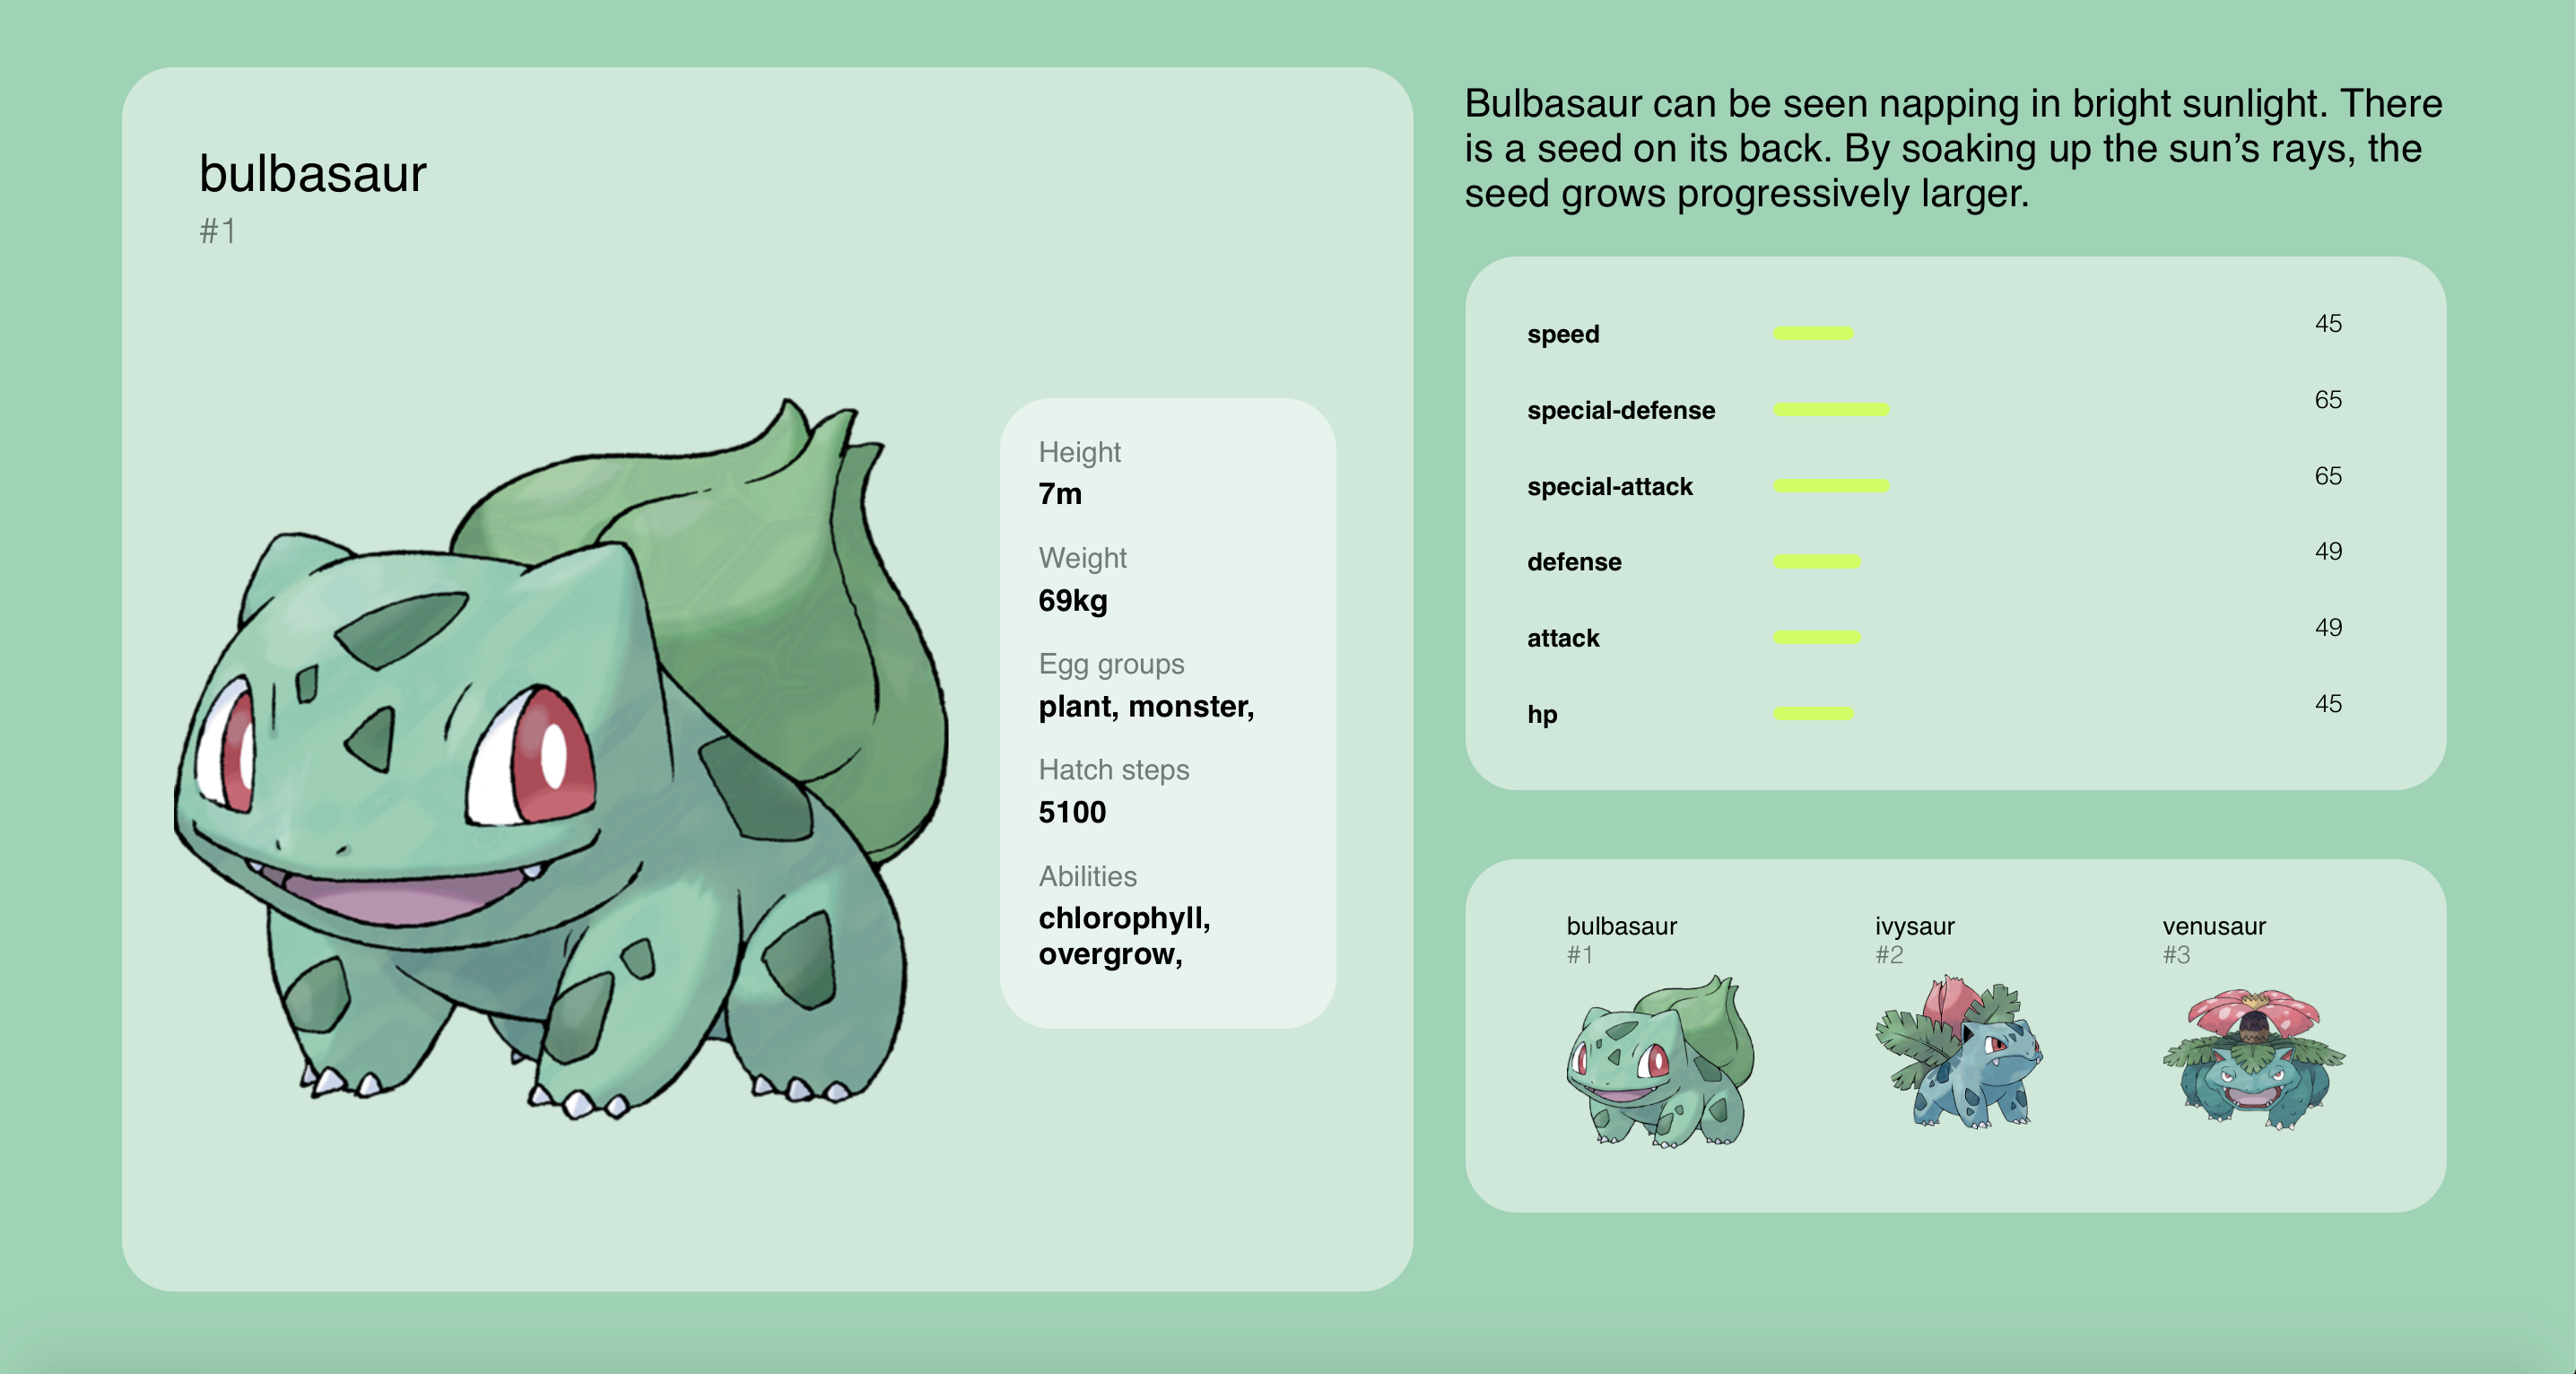 bulbasaur
#1
Height
7m
Weight
69kg
Egg groups
plant, monster,
Hatch steps
5100
Abilities
chlorophyll,
overgrow,
Bulbasaur can be seen napping in bright sunlight. There
is a seed on its back. By soaking up the sun’s rays, the
seed grows progressively larger.
speed 45
special-defense 65
special-attack 65
defense 49
attack 49
hp 45
bulbasaur
#1
ivysaur
#2
venusaur
#3